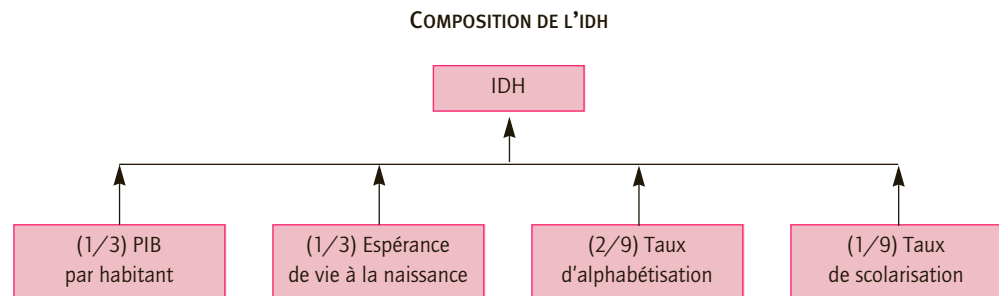 COMPOSITION DE L'IDH
IDH
(1/3) PIB
par habitant
(1/3) Espérance
de vie à la naissance
(2/9) Taux
d'alphabétisation
(1/9) Taux
de scolarisation